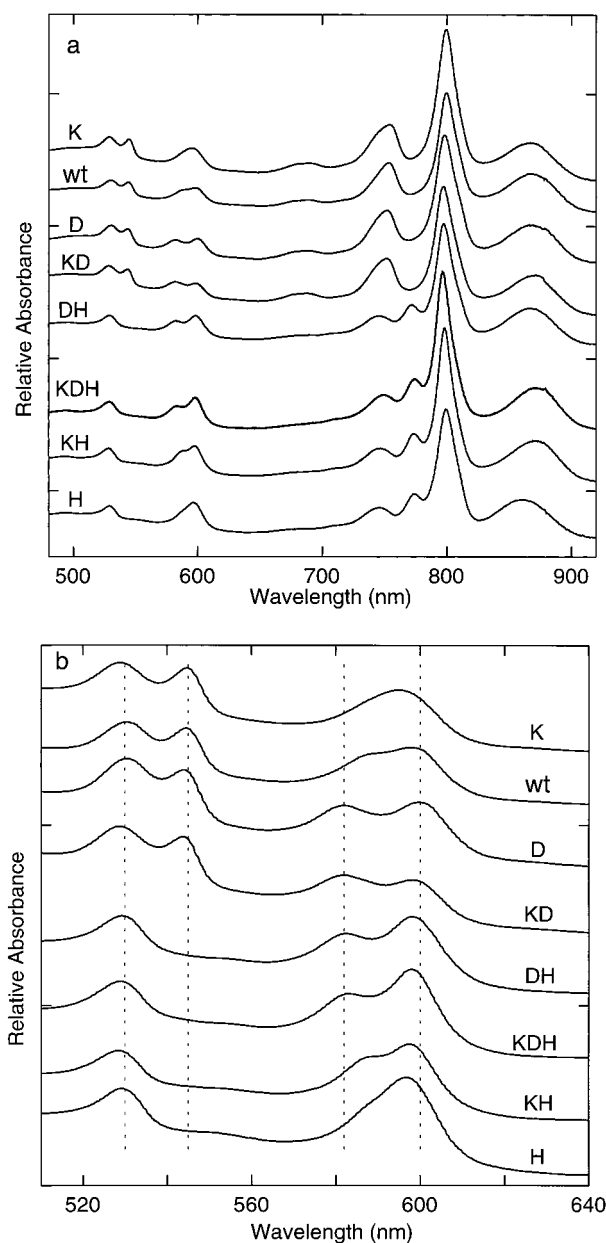 a
K
wt
D
KD
DH
KDH
KH
H
Relative Absorbance
500 600 700 800 900
Wavelength (nm)
b
K
wt
D
KD
DH
KDH
KH
H
Relative Absorbance
520 560 600 640
Wavelength (nm)